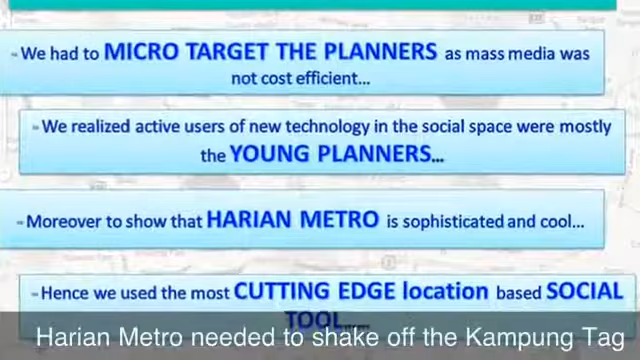 -We had to MICRO TARGET THE PLANNERS as mass media was
not cost efficient...
-We realized active users of new technology in the social space were mostly
the YOUNG PLANNERS...
-Moreover to show that HARIAN METRO is sophisticated and cool...
-Hence we used the most CUTTING EDGE location based SOCIAL
TOOL......
Harian Metro needed to shake off the Kampung Tag